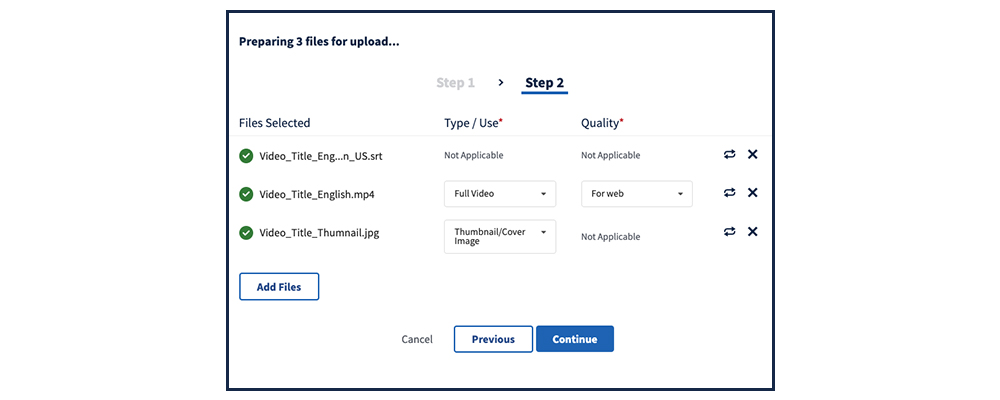 Preparing 3 files for upload...
Step 1 > Step 2
Files Selected Type / Use* Quality*
Video_Title_Eng...n_US.srt Not Applicable Not Applicable
Video_Title_English.mp4 Full Video For web
Video_Title_Thumnail.jpg Thumbnail/Cover Image Not Applicable
Add Files
Cancel Previous Continue